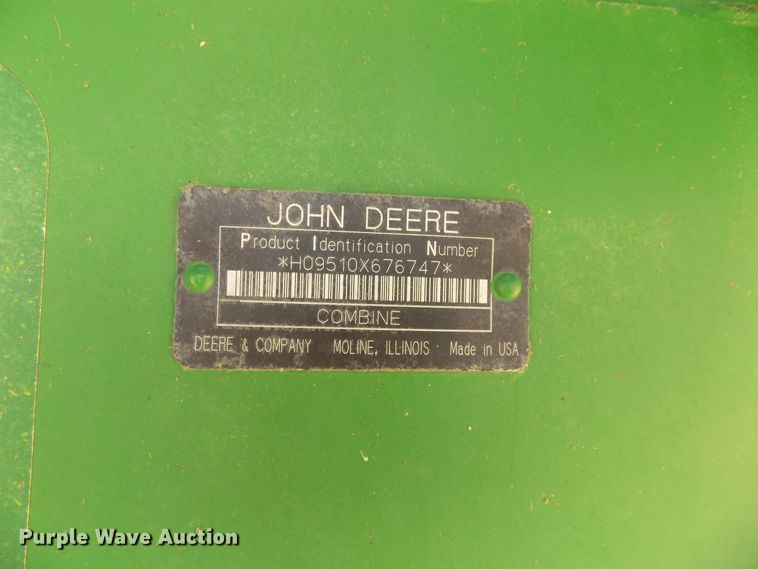 JOHN DEERE
Product Identification Number
*H09510X676747*
COMBINE
DEERE & COMPANY MOLINE, ILLINOIS Made in USA
Purple Wave Auction